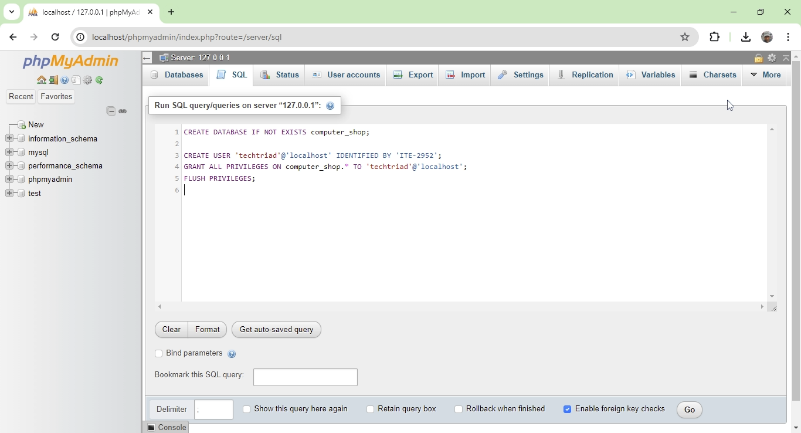 localhost / 127.0.0.1 | phpMyAd
localhost/phpmyadmin/index.php?route=/server/sql
phpMyAdmin
Server: 127.0.0.1
Databases SQL Status User accounts Export Import Settings Replication Variables Charsets More
Recent Favorites
New
information_schema
mysql
performance_schema
phpmyadmin
test
Run SQL query/queries on server “127.0.0.1”:
1 CREATE DATABASE IF NOT EXISTS computer_shop;
2
3 CREATE USER 'techtriad'@'localhost' IDENTIFIED BY 'ITE-2952';
4 GRANT ALL PRIVILEGES ON computer_shop.* TO 'techtriad'@'localhost';
5 FLUSH PRIVILEGES;
6
Clear Format Get auto-saved query
Bind parameters
Bookmark this SQL query:
Delimiter ; Show this query here again Retain query box Rollback when finished Enable foreign key checks Go
Console